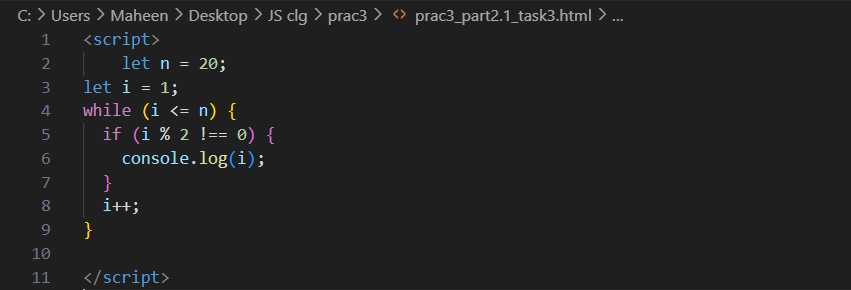 C: > Users > Maheen > Desktop > JS clg > prac3 > <> prac3_part2.1_task3.html > ...
1 <script>
2     let n = 20;
3 let i = 1;
4 while (i <= n) {
5   if (i % 2 !== 0) {
6     console.log(i);
7   }
8   i++;
9 }
10
11 </script>